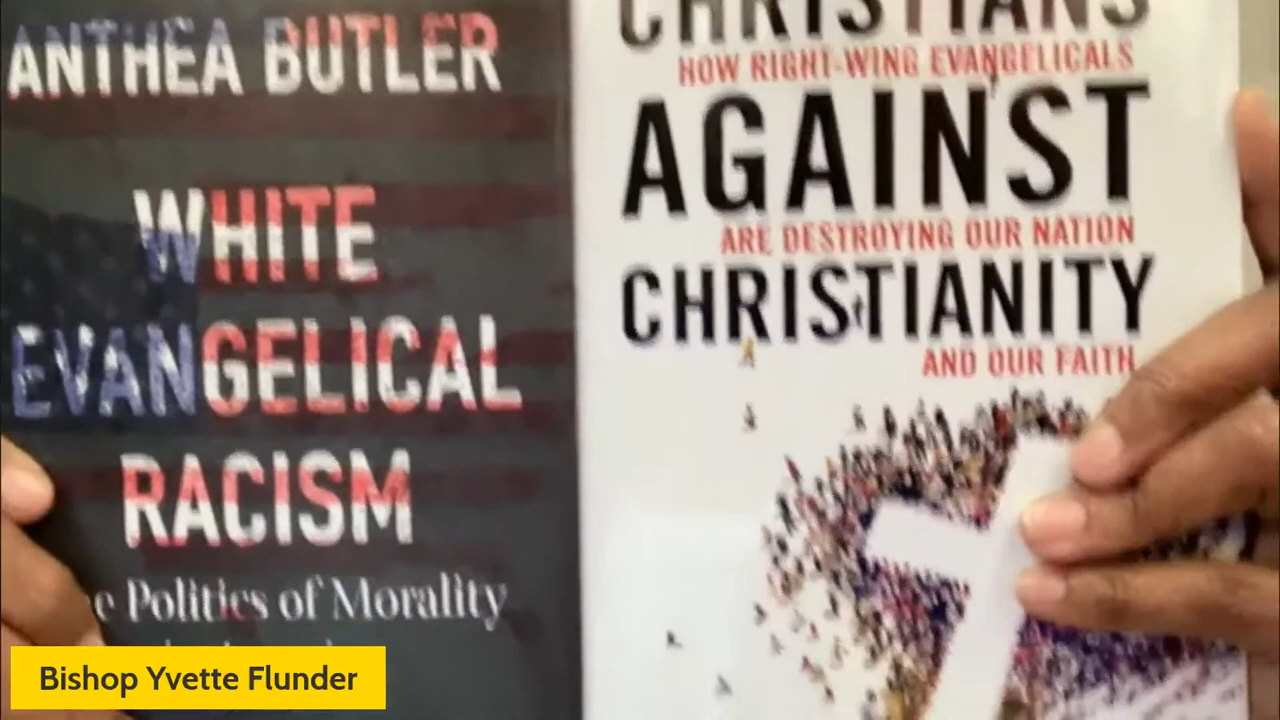 ANTHEA BUTLER
WHITE
EVANGELICAL
RACISM
e Politics of Morality
CHRISTIANS
HOW RIGHT-WING EVANGELICALS
AGAINST
ARE DESTROYING OUR NATION
CHRISTIANITY
AND OUR FAITH
Bishop Yvette Flunder